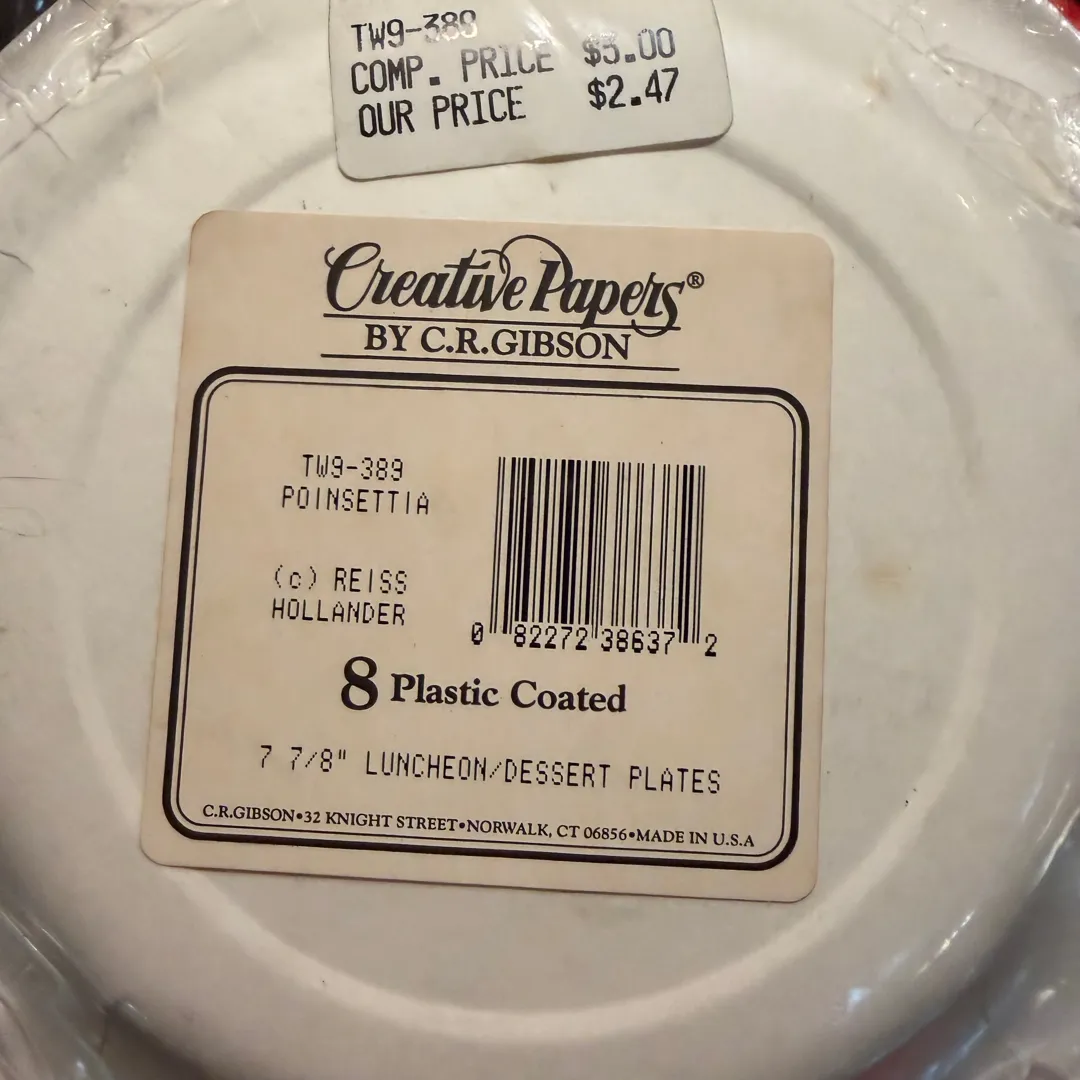 TW9-389
COMP. PRICE $3.00
OUR PRICE $2.47
Creative Papers®
BY C.R.GIBSON
TW9-389
POINSETTIA
(c) REISS
HOLLANDER
0 82272 38637 2
8 Plastic Coated
7 7/8" LUNCHEON/DESSERT PLATES
C.R.GIBSON•32 KNIGHT STREET•NORWALK, CT 06856•MADE IN U.S.A